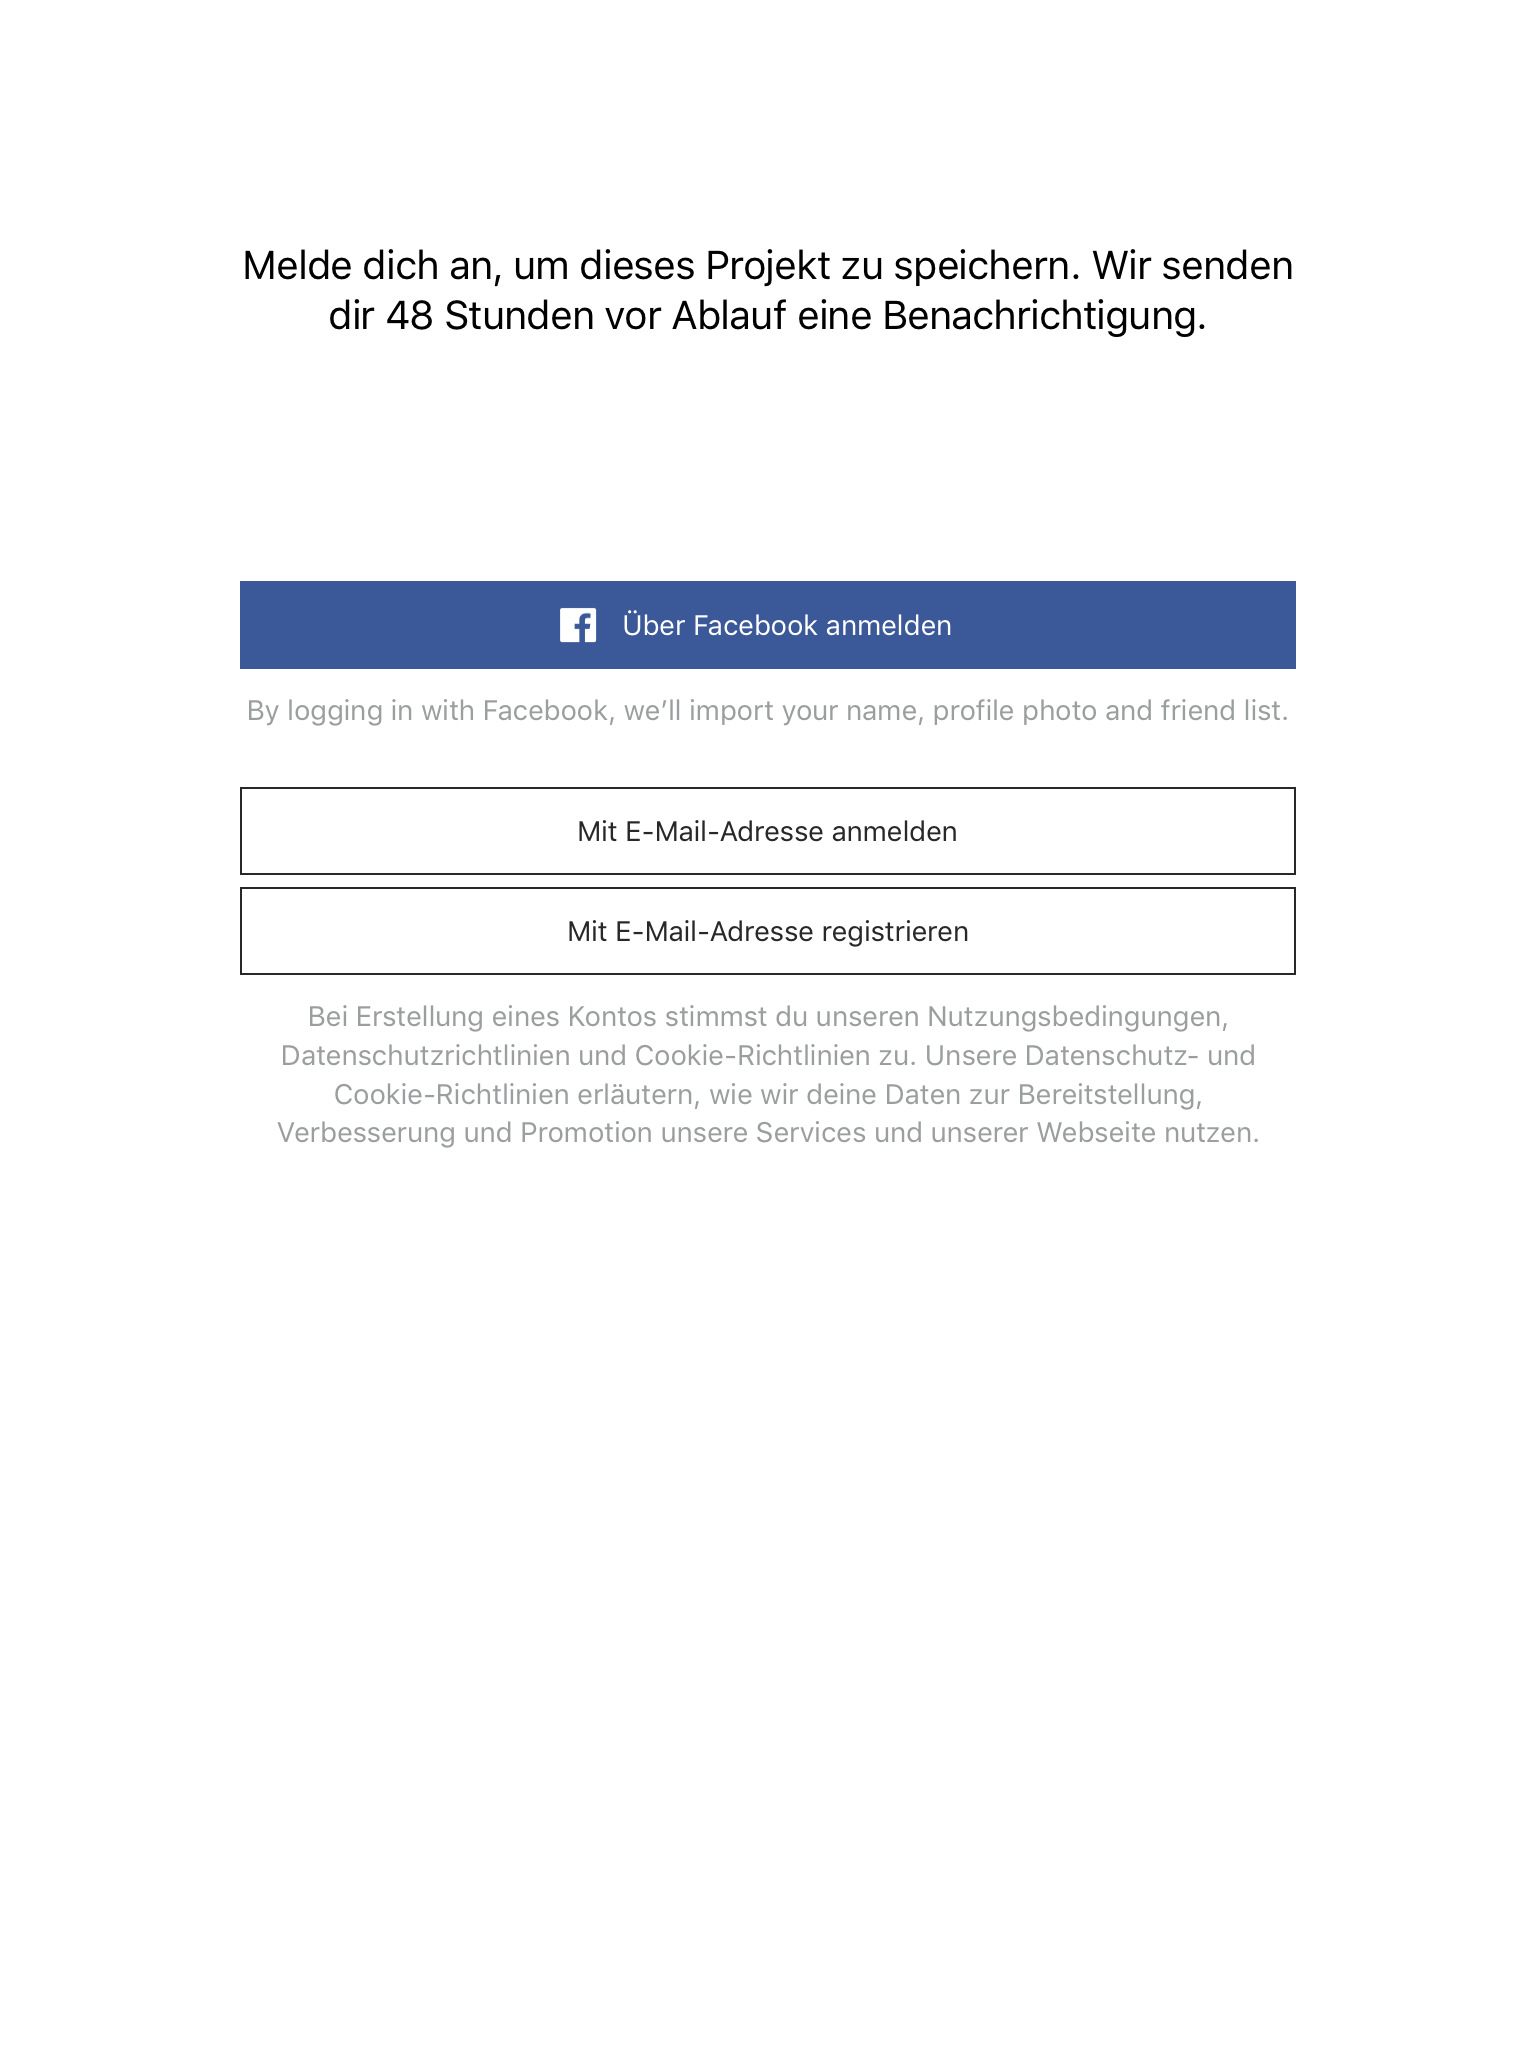 Melde dich an, um dieses Projekt zu speichern. Wir senden
dir 48 Stunden vor Ablauf eine Benachrichtigung.
Über Facebook anmelden
By logging in with Facebook, we’ll import your name, profile photo and friend list.
Mit E-Mail-Adresse anmelden
Mit E-Mail-Adresse registrieren
Bei Erstellung eines Kontos stimmst du unseren Nutzungsbedingungen,
Datenschutzrichtlinien und Cookie-Richtlinien zu. Unsere Datenschutz- und
Cookie-Richtlinien erläutern, wie wir deine Daten zur Bereitstellung,
Verbesserung und Promotion unsere Services und unserer Webseite nutzen.